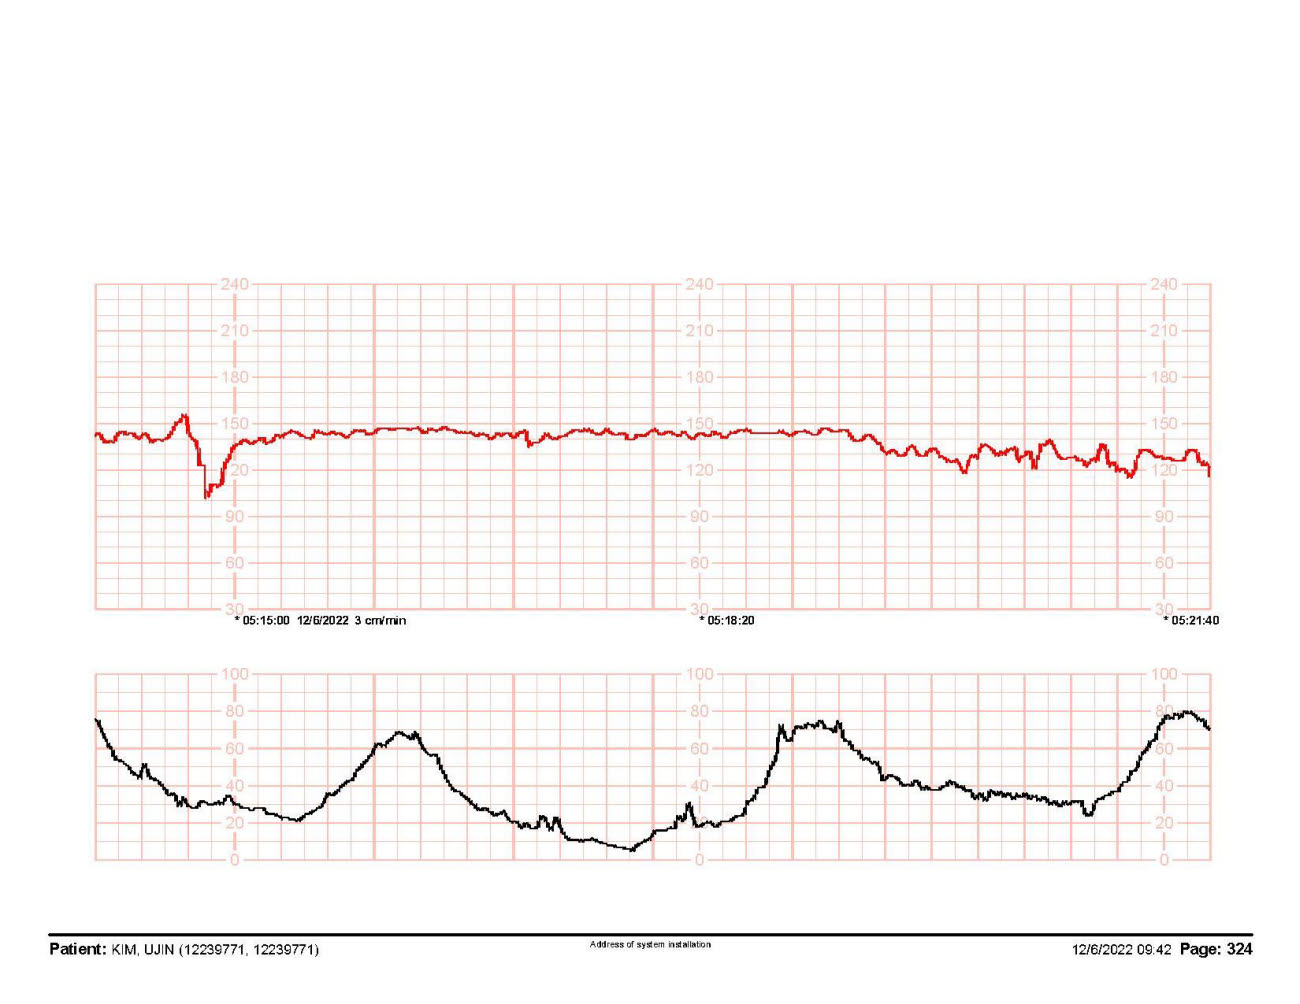 240 240 240
210 210 210
180 180 180
150 150 150
120 120 120
90 90 90
60 60 60
30 30 30
* 05:15:00 12/6/2022 3 cm/min * 05:18:20 * 05:21:40
100 100 100
80 80 80
60 60 60
40 40 40
20 20 20
0 0 0
Patient: KIM, UJIN (12239771, 12239771) Address of system installation 12/6/2022 09:42 Page: 324